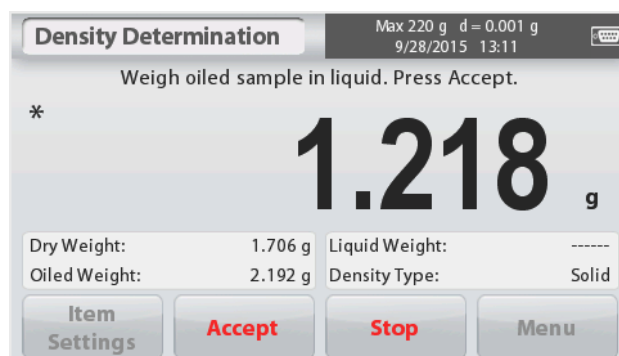 Density Determination
Max 220 g d = 0.001 g
9/28/2015 13:11
Weigh oiled sample in liquid. Press Accept.
*
1.218 g
Dry Weight: 1.706 g Liquid Weight: ------
Oiled Weight: 2.192 g Density Type: Solid
Item Settings Accept Stop Menu